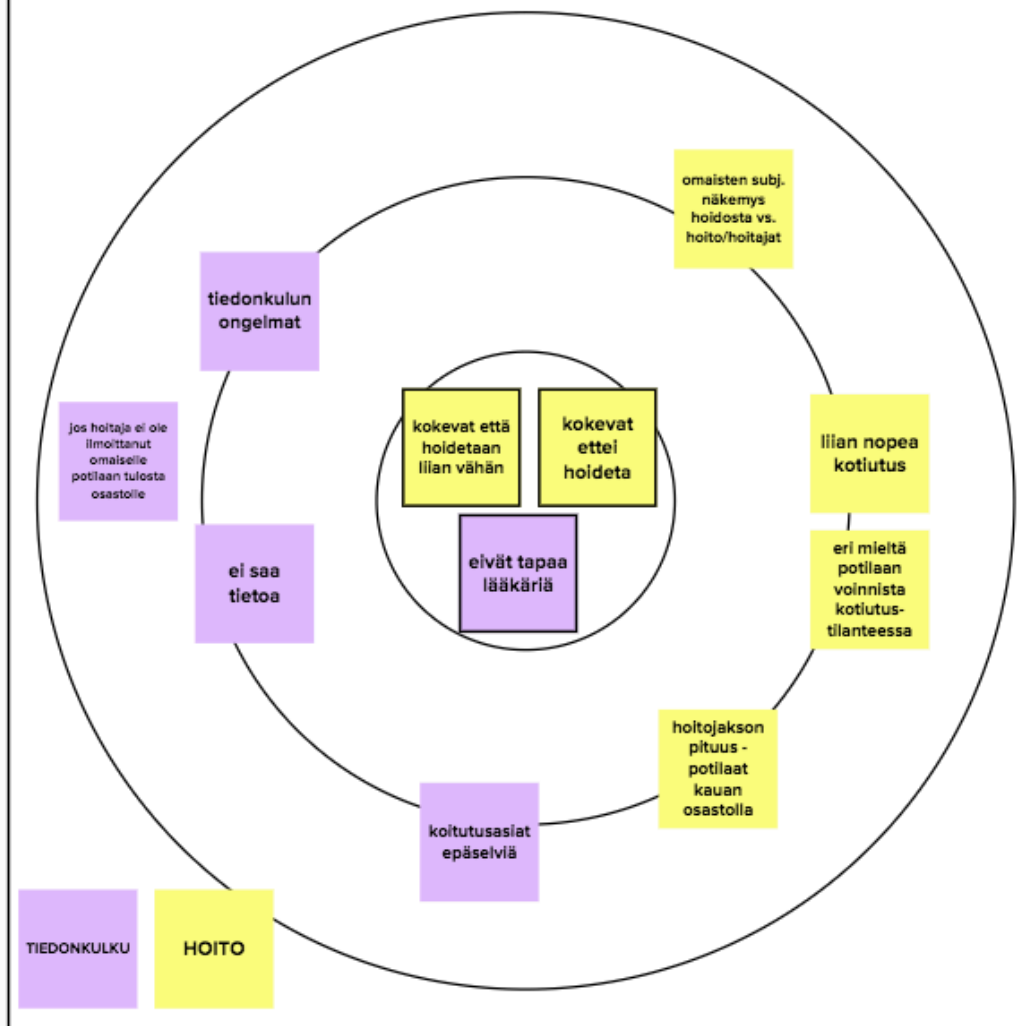 omaisten subj.
näkemys
hoidosta vs.
hoito/hoitajat
tiedonkulun
ongelmat
jos hoitaja ei ole
ilmoittanut
omaiselle
potilaan tulosta
osastolle
kokevat että
hoidetaan
liian vähän
kokevat
ettei
hoideta
liian nopea
kotiutus
ei saa
tietoa
eivät tapaa
lääkäriä
eri mieltä
potilaan
voinnista
kotiutus-
tilanteessa
hoitojakson
pituus -
potilaat
kauan
osastolla
koitutusasiat
epäselviä
TIEDONKULKU
HOITO